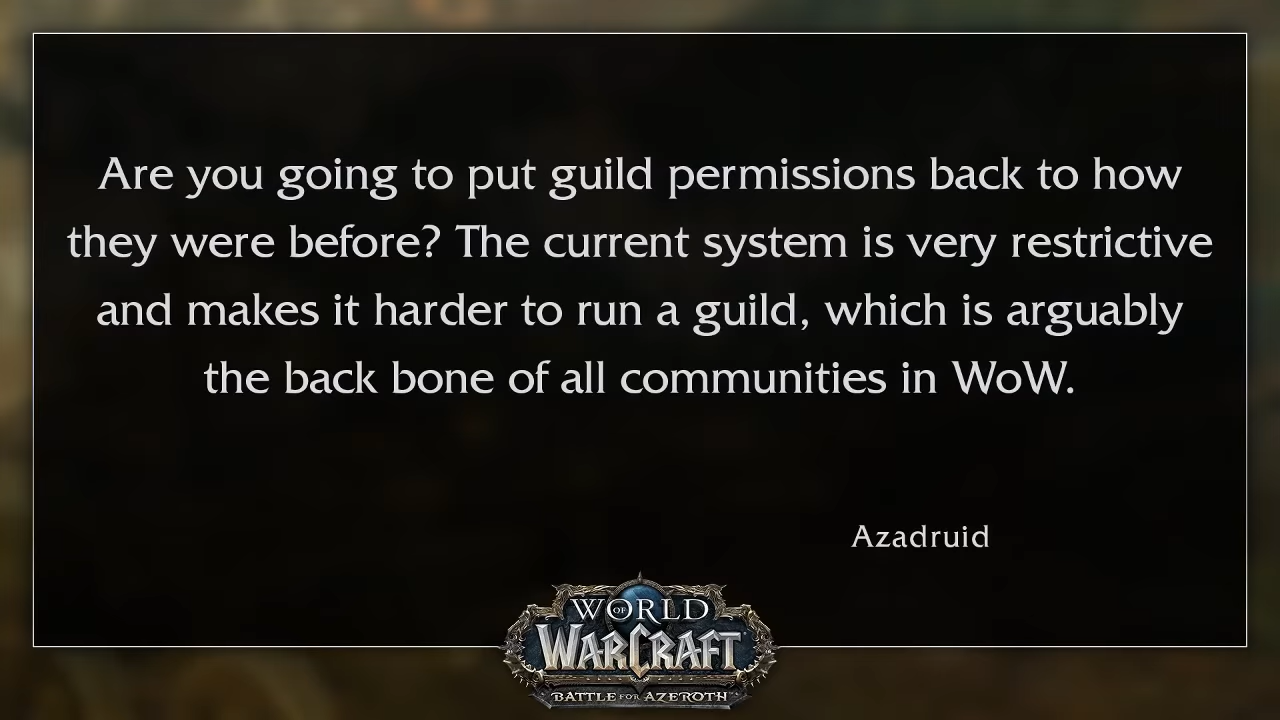 Are you going to put guild permissions back to how
they were before? The current system is very restrictive
and makes it harder to run a guild, which is arguably
the back bone of all communities in WoW.
Azadruid
WORLD OF
WARCRAFT
BATTLE FOR AZEROTH